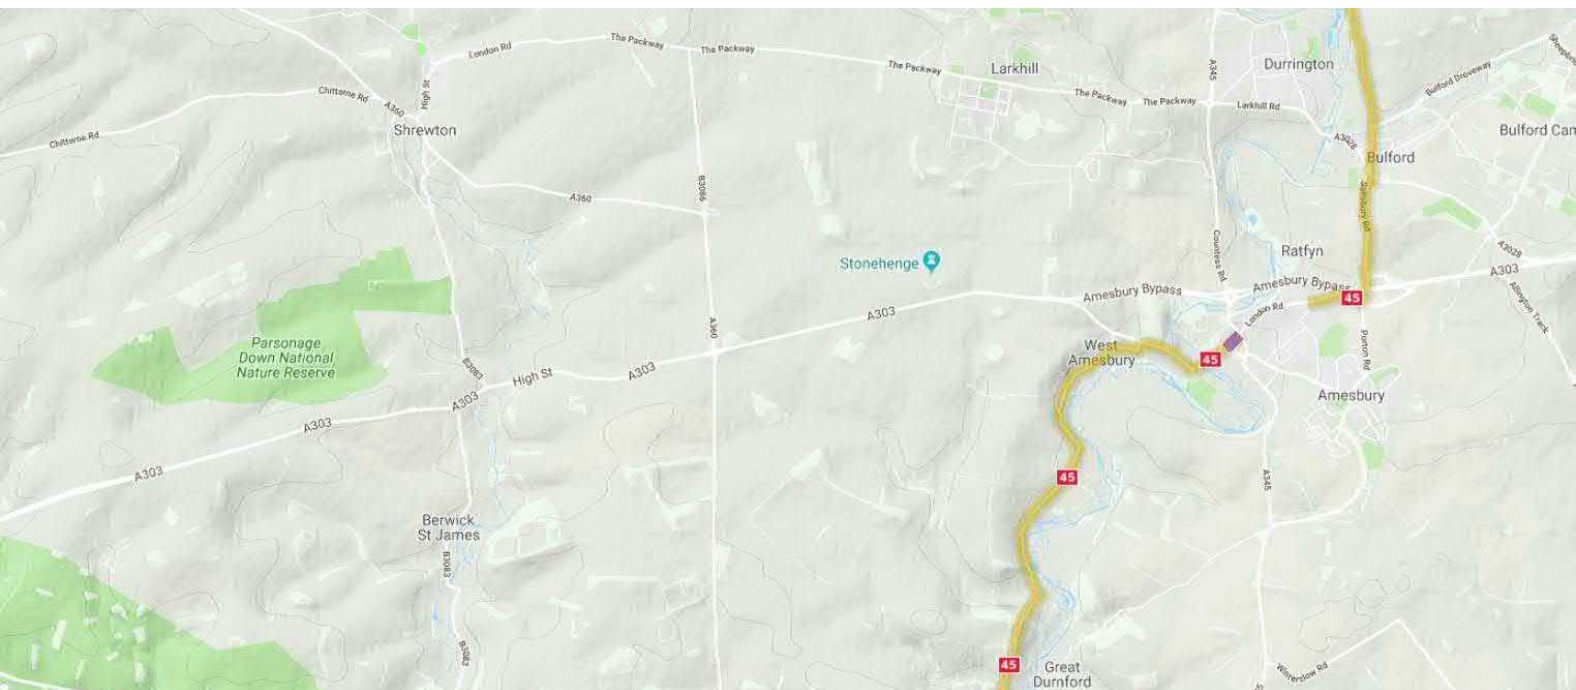 London Rd
The Packway
The Packway
The Packway
Larkhill
A345
Durrington
Bulford Droveway
Chitterne Rd
A360
High St
The Packway
The Packway
Larkhill Rd
Chitterne Rd
Shrewton
A3028
Bulford
Bulford Cam
A360
B3086
Salisbury Rd
Countess Rd
Ratfyn
A3028
Stonehenge
A303
Amesbury Bypass
Amesbury Bypass
45
Allington Track
A303
London Rd
A360
Parsonage
Down National
Nature Reserve
West
Amesbury
45
Porton Rd
B3083
High St
A303
A303
Amesbury
A303
A303
45
A345
Berwick
St James
B3083
B3083
45
Great
Durnford
Winterslow Rd